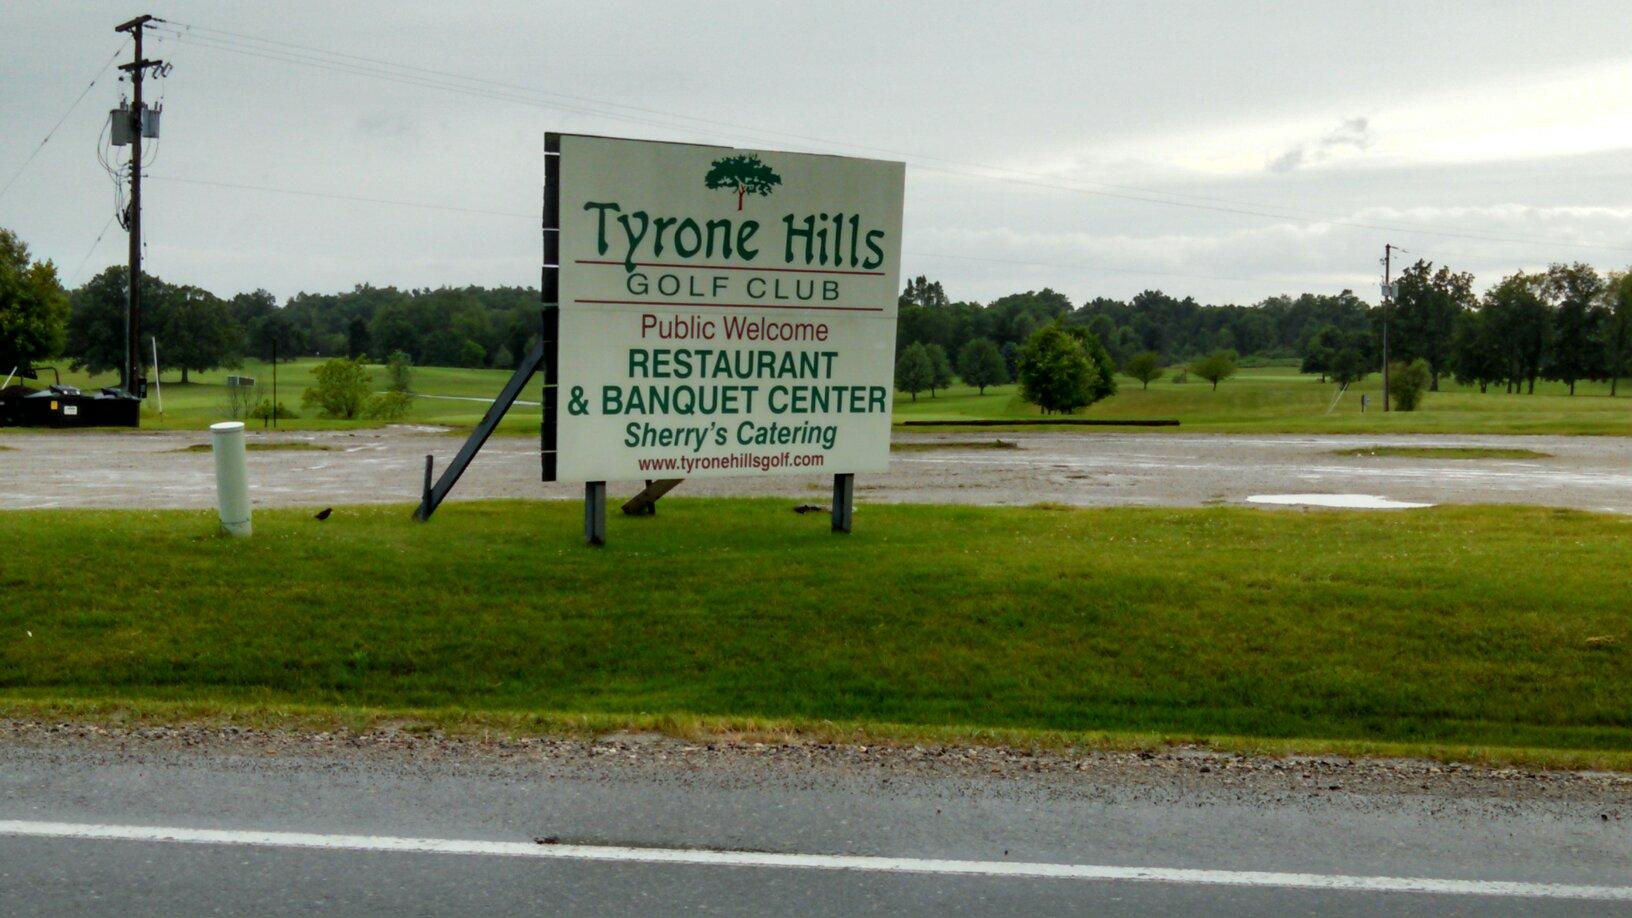 Tyrone Hills
GOLF CLUB
Public Welcome
RESTAURANT
& BANQUET CENTER
Sherry's Catering
www.tyronehillsgolf.com